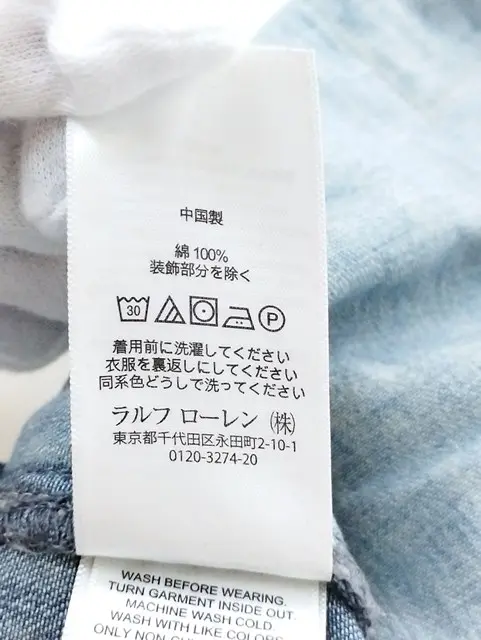 中国製
綿 100%
装飾部分を除く
30 P
着用前に洗濯してください
衣服を裏返しにしてください
同系色どうしで洗ってください
ラルフ ローレン (株)
東京都千代田区永田町2-10-1
0120-3274-20
WASH BEFORE WEARING.
TURN GARMENT INSIDE OUT.
MACHINE WASH COLD
WASH WITH LIKE COLORS
ONLY